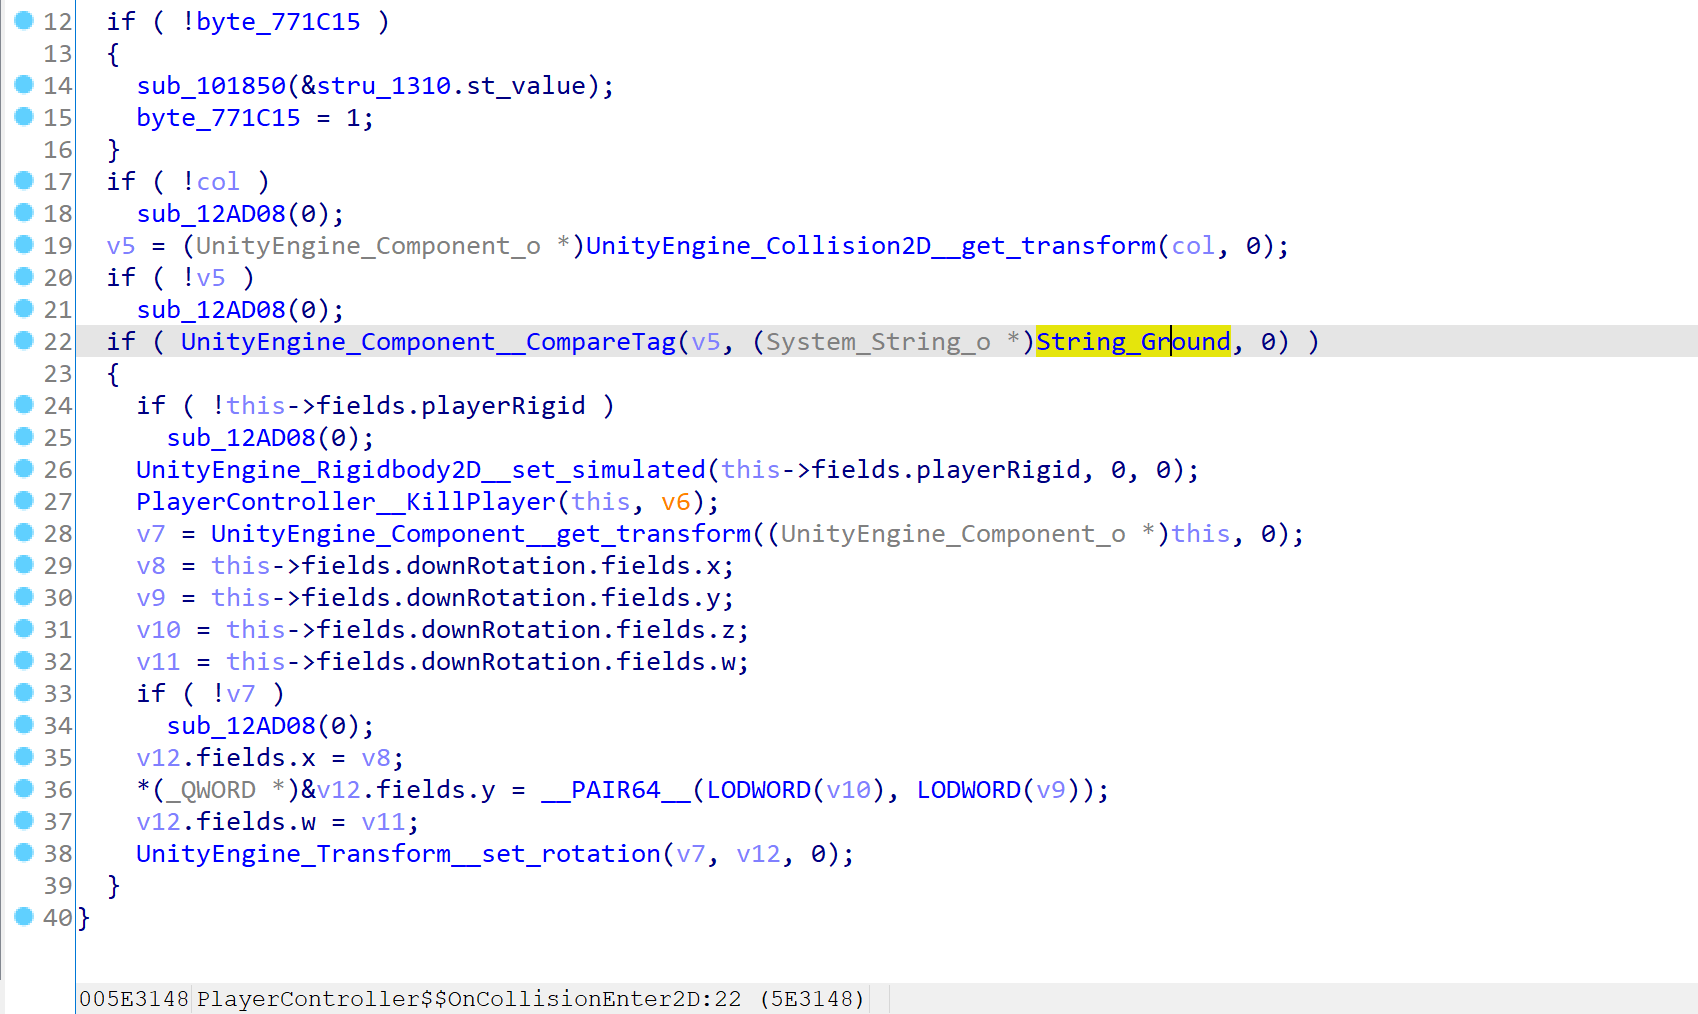 12 if ( !byte_771C15 )
13 {
14 sub_101850(&stru_1310.st_value);
15 byte_771C15 = 1;
16 }
17 if ( !col )
18 sub_12AD08(0);
19 v5 = (UnityEngine_Component_o *)UnityEngine_Collision2D__get_transform(col, 0);
20 if ( !v5 )
21 sub_12AD08(0);
22 if ( UnityEngine_Component__CompareTag(v5, (System_String_o *)String_Ground, 0) )
23 {
24 if ( !this->fields.playerRigid )
25 sub_12AD08(0);
26 UnityEngine_Rigidbody2D__set_simulated(this->fields.playerRigid, 0, 0);
27 PlayerController__KillPlayer(this, v6);
28 v7 = UnityEngine_Component__get_transform((UnityEngine_Component_o *)this, 0);
29 v8 = this->fields.downRotation.fields.x;
30 v9 = this->fields.downRotation.fields.y;
31 v10 = this->fields.downRotation.fields.z;
32 v11 = this->fields.downRotation.fields.w;
33 if ( !v7 )
34 sub_12AD08(0);
35 v12.fields.x = v8;
36 *(_QWORD *)&v12.fields.y = __PAIR64__(LODWORD(v10), LODWORD(v9));
37 v12.fields.w = v11;
38 UnityEngine_Transform__set_rotation(v7, v12, 0);
39 }
40 }
005E3148 PlayerController$$OnCollisionEnter2D:22 (5E3148)